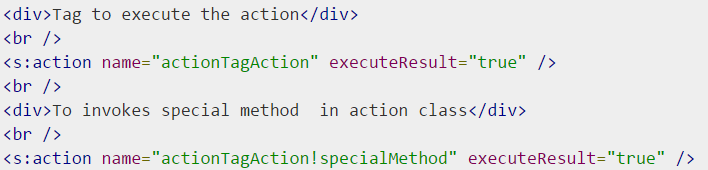 <div>Tag to execute the action</div>
<br />
<s:action name="actionTagAction" executeResult="true" />
<br />
<div>To invokes special method  in action class</div>
<br />
<s:action name="actionTagAction!specialMethod" executeResult="true" />